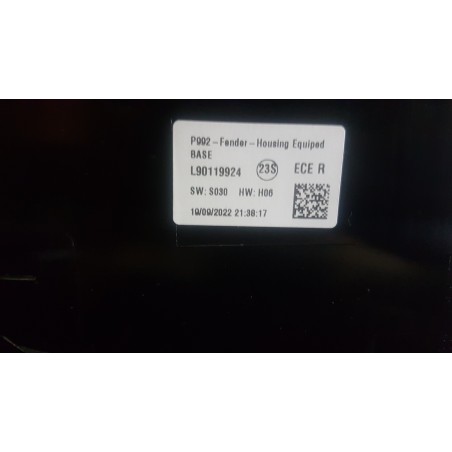 P992-Fender-Housing Equiped
BASE
L90119924 23S ECE R
SW: S030 HW: H06
19/09/2022 21:38:17